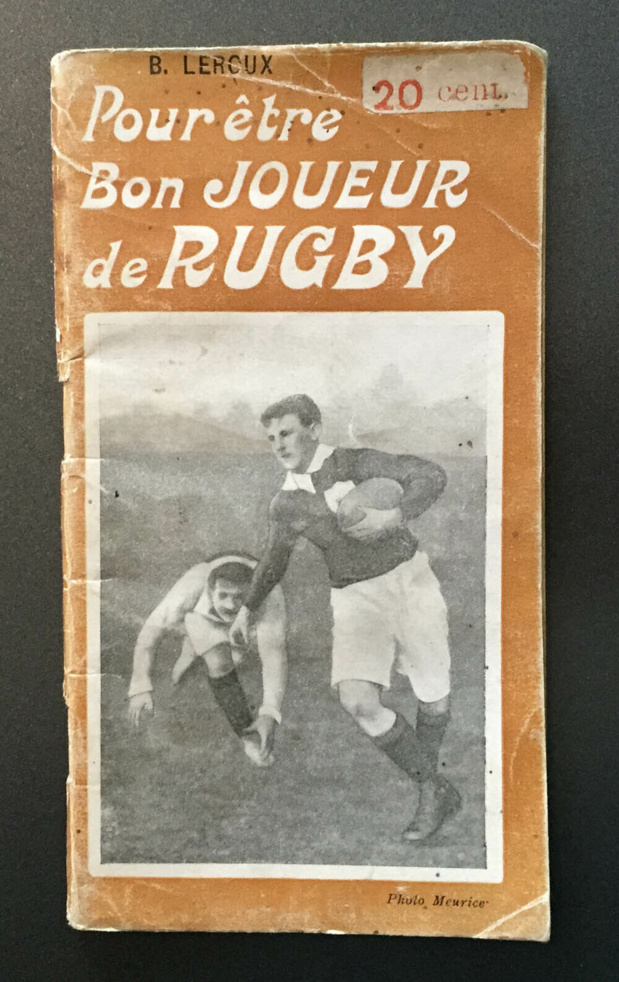 B. LEROUX
20 cent.
Pour être
Bon JOUEUR
de RUGBY
Photo Meurice